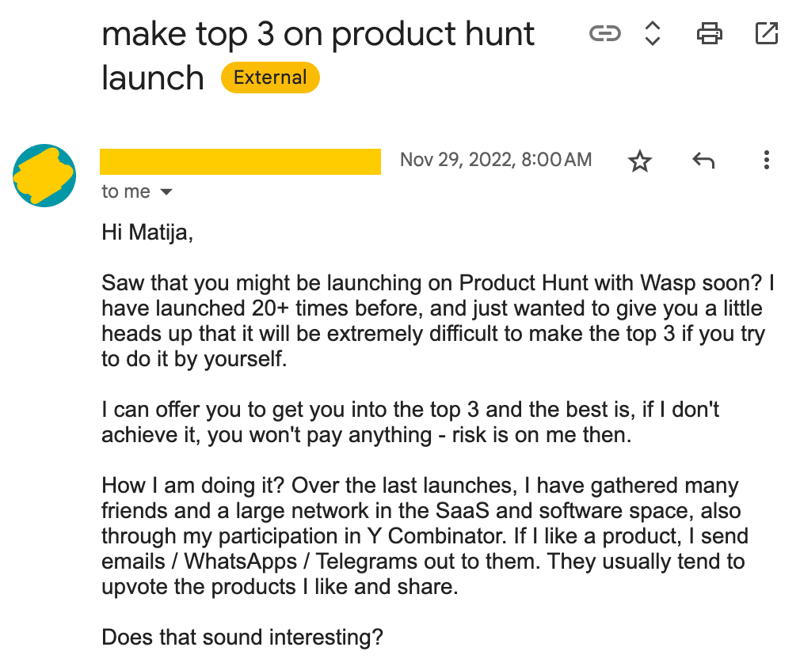 make top 3 on product hunt
launch External
Nov 29, 2022, 8:00 AM
to me
Hi Matija,
Saw that you might be launching on Product Hunt with Wasp soon? I
have launched 20+ times before, and just wanted to give you a little
heads up that it will be extremely difficult to make the top 3 if you try
to do it by yourself.
I can offer you to get you into the top 3 and the best is, if I don't
achieve it, you won't pay anything - risk is on me then.
How I am doing it? Over the last launches, I have gathered many
friends and a large network in the SaaS and software space, also
through my participation in Y Combinator. If I like a product, I send
emails / WhatsApps / Telegrams out to them. They usually tend to
upvote the products I like and share.
Does that sound interesting?